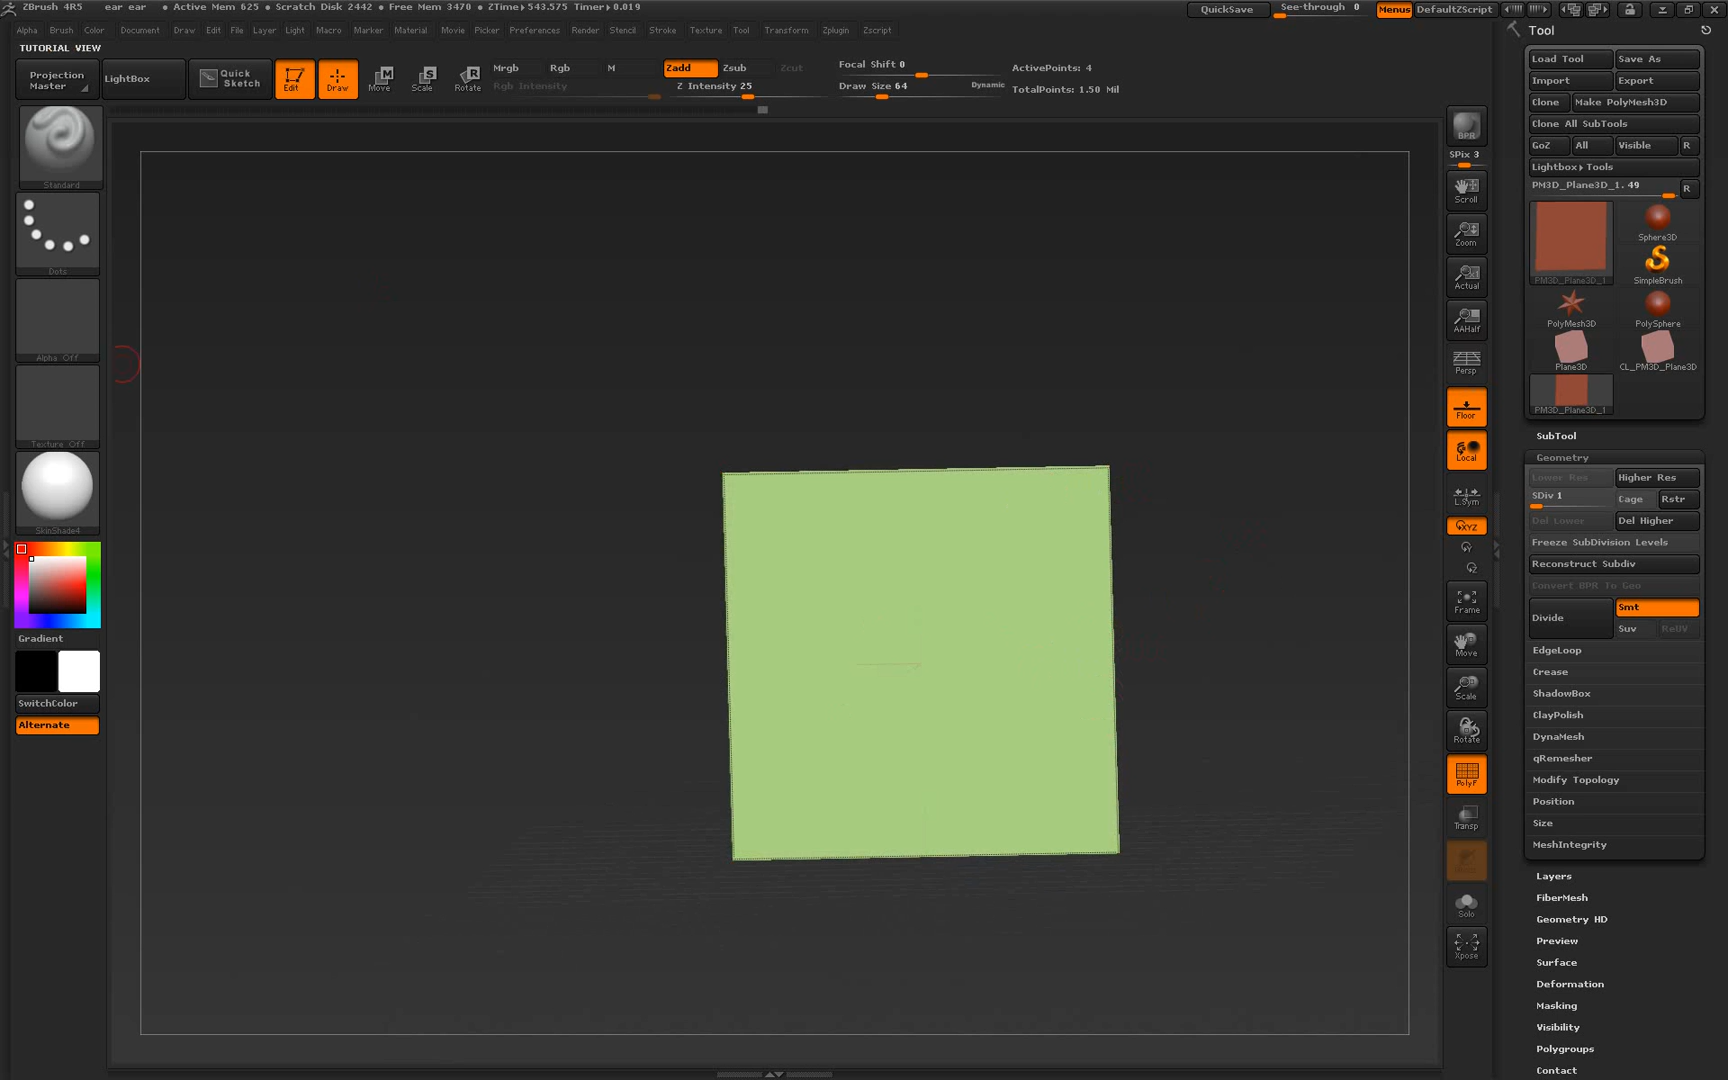 ZBrush 4R5 ear ear • Active Mem 625 • Scratch Disk 2442 • Free Mem 3470 • ZTime▸543.575 Timer▸0.019 QuickSave See-through 0 Menus DefaultZScript
Alpha Brush Color Document Draw Edit File Layer Light Macro Marker Material Movie Picker Preferences Render Stencil Stroke Texture Tool Transform Zplugin Zscript
TUTORIAL VIEW
Projection Master
LightBox
Quick Sketch
Edit
Draw
Move
Scale
Rotate
Mrgb Rgb M
Rgb Intensity
Zadd Zsub Zcut
Z Intensity 25
Focal Shift 0
Draw Size 64
Dynamic
ActivePoints: 4
TotalPoints: 1.50 Mil
Standard
Dots
Alpha Off
Texture Off
SkinShade4
Gradient
SwitchColor
Alternate
BPR
SPix 3
Scroll
Zoom
Actual
AAHalf
Persp
Floor
Local
L.Sym
XYZ
Frame
Move
Scale
Rotate
PolyF
Transp
Solo
Xpose
Tool
Load Tool Save As
Import Export
Clone Make PolyMesh3D
Clone All SubTools
GoZ All Visible R
Lightbox▸Tools
PM3D_Plane3D_1. 49 R
PM3D_Plane3D_1
Sphere3D
SimpleBrush
PolyMesh3D PolySphere
Plane3D CL_PM3D_Plane3D
PM3D_Plane3D_1
SubTool
Geometry
Lower Res Higher Res
SDiv 1 Cage Rstr
Del Lower Del Higher
Freeze SubDivision Levels
Reconstruct Subdiv
Convert BPR To Geo
Divide Smt
Suv ReUV
EdgeLoop
Crease
ShadowBox
ClayPolish
DynaMesh
qRemesher
Modify Topology
Position
Size
MeshIntegrity
Layers
FiberMesh
Geometry HD
Preview
Surface
Deformation
Masking
Visibility
Polygroups
Contact